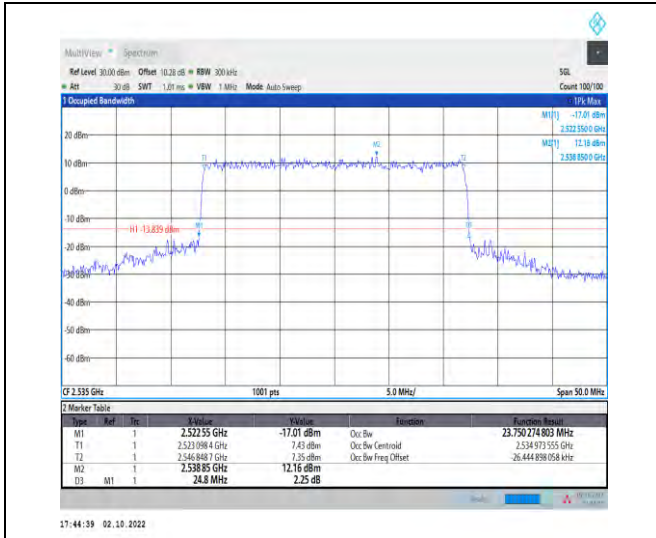 MultiView Spectrum
Ref Level 30.00 dBm Offset 10.28 dB RBW 300 kHz SGL
Att 30 dB SWT 1.01 ms VBW 1 MHz Mode Auto Sweep Count 100/100
1 Occupied Bandwidth 1Pk Max
M1[1] -17.01 dBm
2.522 550 0 GHz
20 dBm
M2[1] 12.16 dBm
2.538 850 0 GHz
M2
T1 T2
10 dBm
0 dBm
-10 dBm
M1
H1 -13.839 dBm
-20 dBm
-30 dBm
-40 dBm
-50 dBm
-60 dBm
CF 2.535 GHz 1001 pts 5.0 MHz/ Span 50.0 MHz
2 Marker Table
Type Ref Trc X-Value Y-Value Function Function Result
M1 1 2.522 55 GHz -17.01 dBm Occ Bw 23.750 274 803 MHz
T1 1 2.523 098 4 GHz 7.43 dBm Occ Bw Centroid 2.534 973 555 GHz
T2 1 2.546 848 7 GHz 7.35 dBm Occ Bw Freq Offset -26.444 898 058 kHz
M2 1 2.538 85 GHz 12.16 dBm
D3 M1 1 24.8 MHz 2.25 dB
17:44:39 02.10.2022